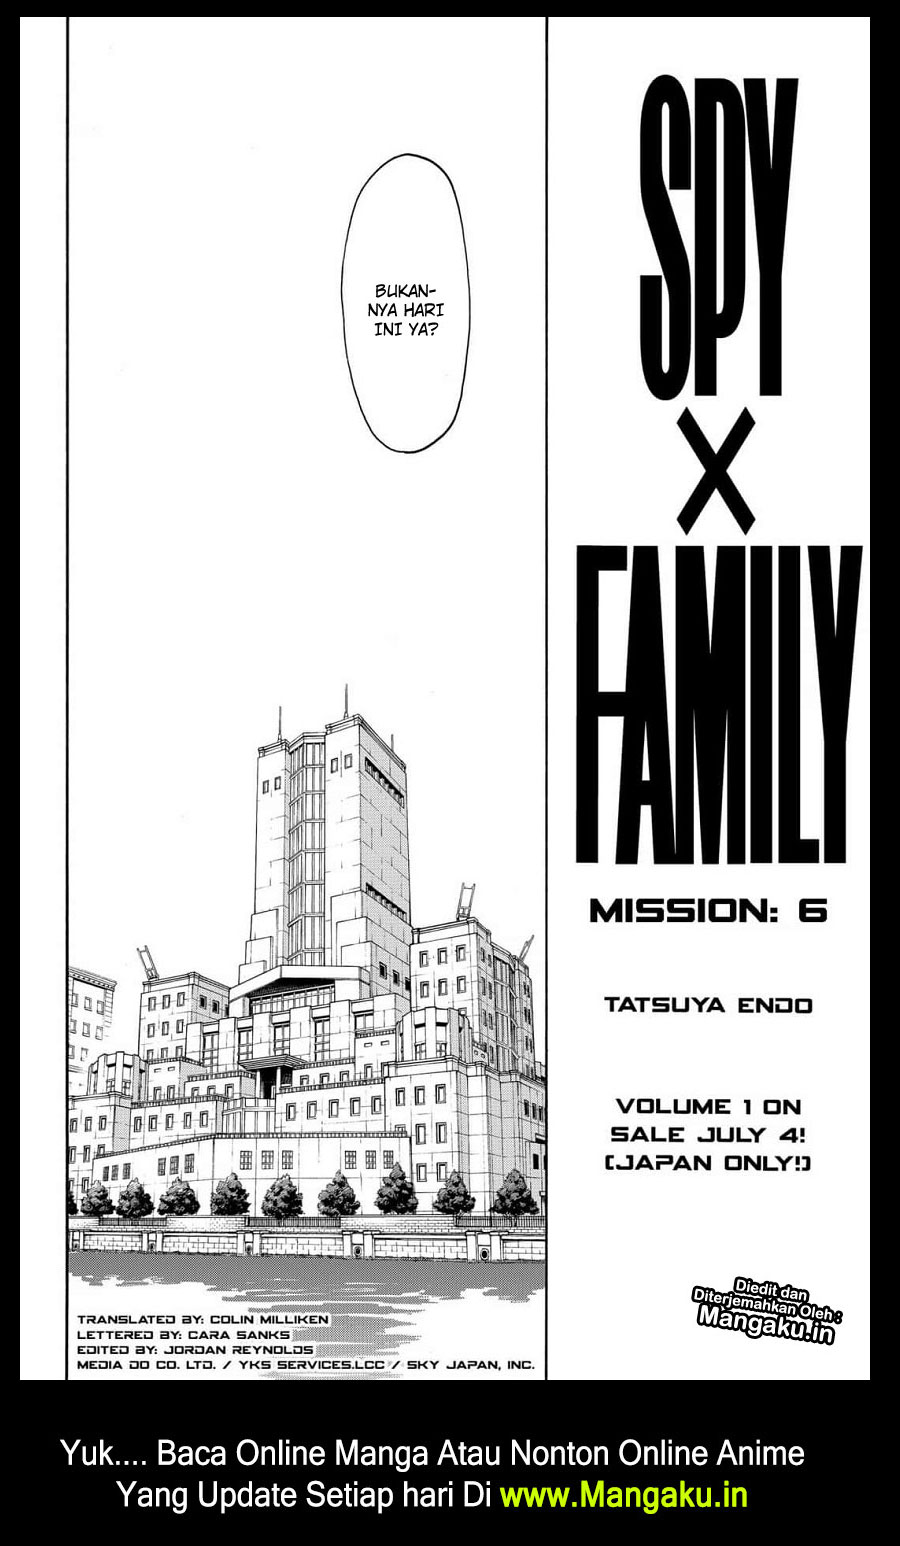 SPY
X
FAMILY
MISSION: 6
TATSUYA ENDO
VOLUME 1 ON
SALE JULY 4!
(JAPAN ONLY!)
BUKAN-
NYA HARI
INI YA?
TRANSLATED BY: COLIN MILLIKEN
LETTERED BY: CARA SANKS
EDITED BY: JORDAN REYNOLDS
MEDIA DO CO. LTD. / YKS SERVICES.LCC / SKY JAPAN, INC.
Diedit dan
Diterjemahkan Oleh :
Mangaku.in
Yuk.... Baca Online Manga Atau Nonton Online Anime
Yang Update Setiap hari Di www.Mangaku.in